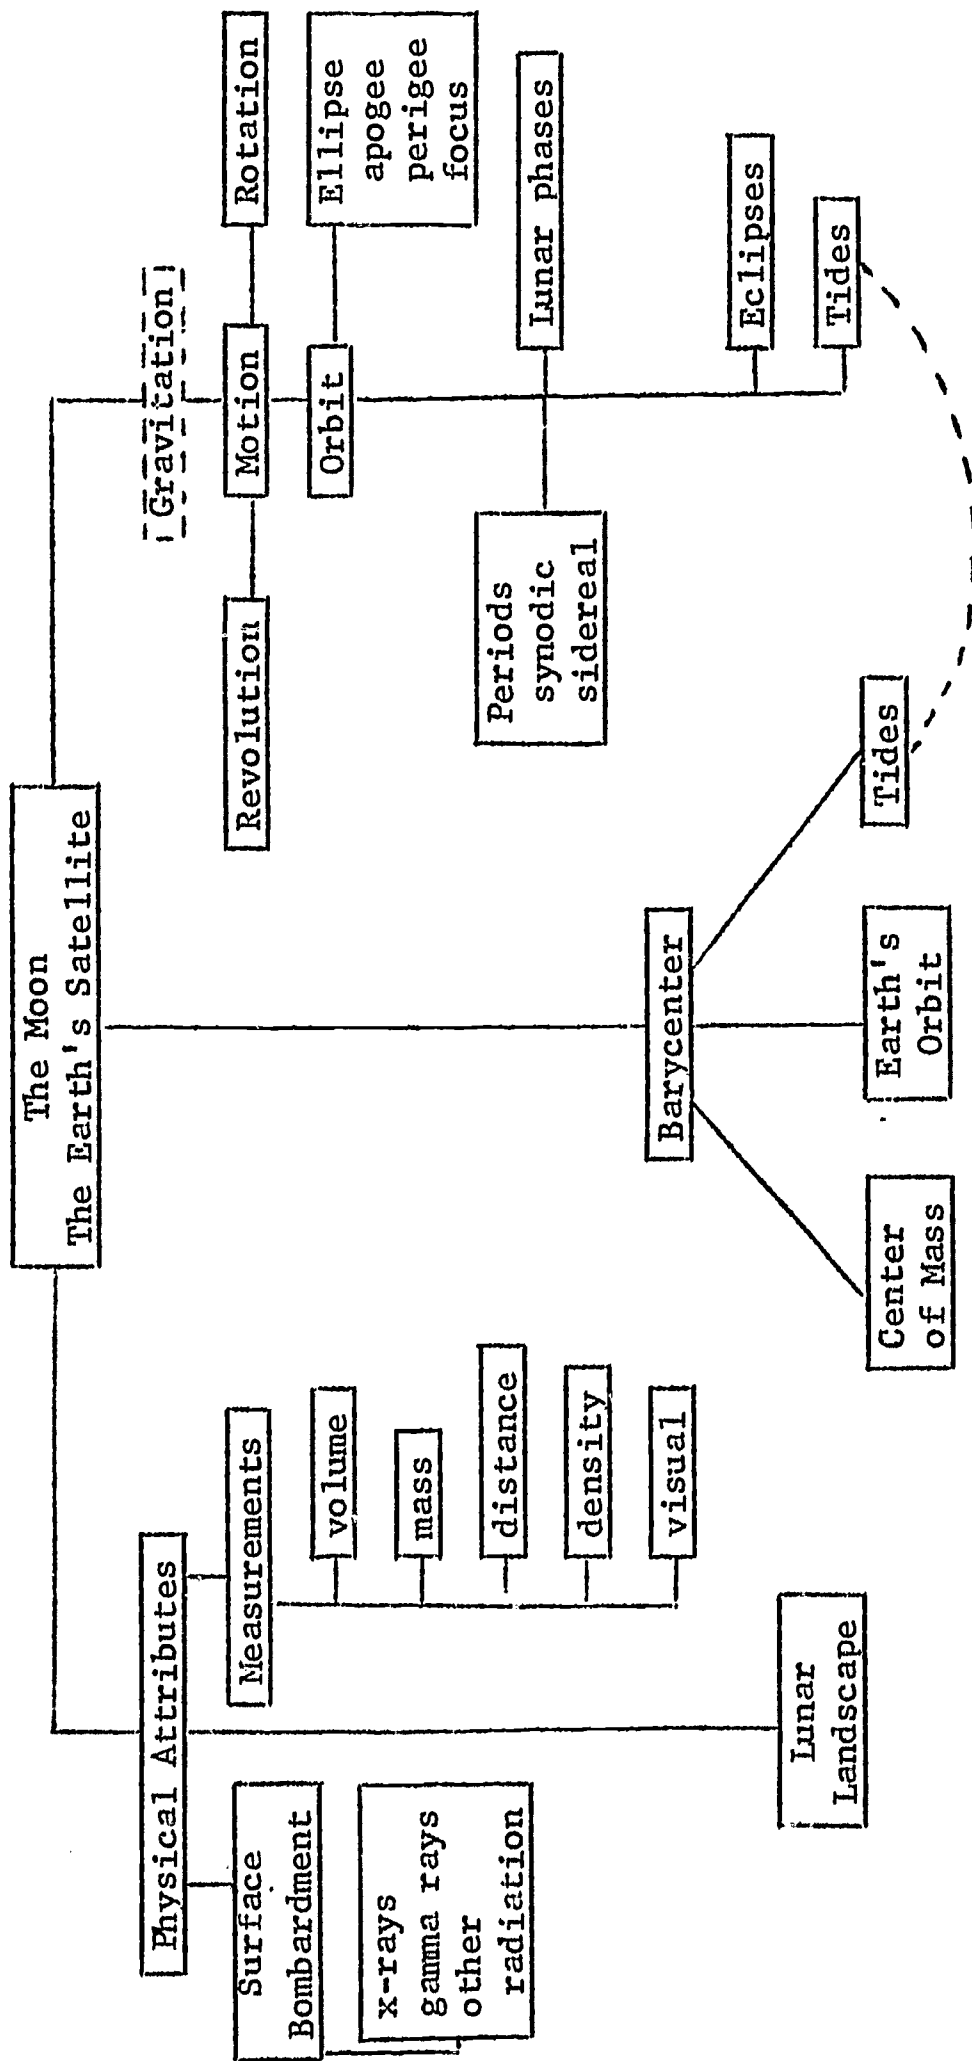 The Moon
The Earth's Satellite
Physical Attributes
Surface
Bombardment
x-rays
gamma rays
other
radiation
Measurements
volume
mass
distance
density
visual
Lunar
Landscape
Barycenter
Center
of Mass
Earth's
Orbit
Tides
Gravitation
Revolution
Motion
Rotation
Orbit
Ellipse
apogee
perigee
focus
Periods
synodic
sidereal
Lunar phases
Eclipses
Tides